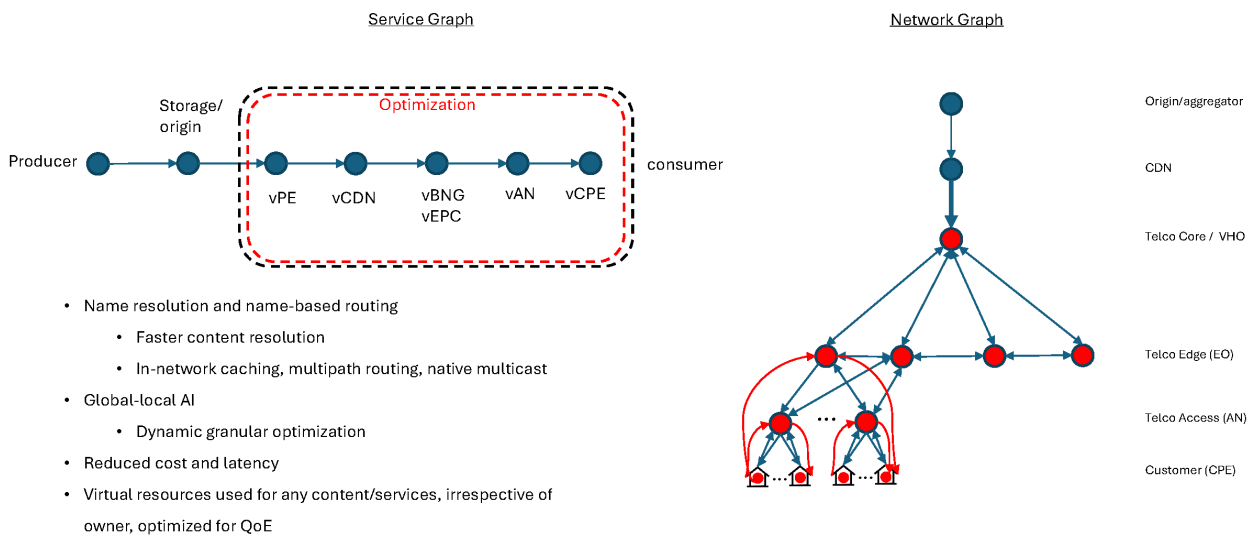 Service Graph
Network Graph
Optimization
Storage/
origin
Producer
consumer
vPE
vCDN
vBNG
vEPC
vAN
vCPE
• Name resolution and name-based routing
• Faster content resolution
• In-network caching, multipath routing, native multicast
• Global-local AI
• Dynamic granular optimization
• Reduced cost and latency
• Virtual resources used for any content/services, irrespective of
owner, optimized for QoE
Origin/aggregator
CDN
Telco Core / VHO
Telco Edge (EO)
...
Telco Access (AN)
... ...
Customer (CPE)